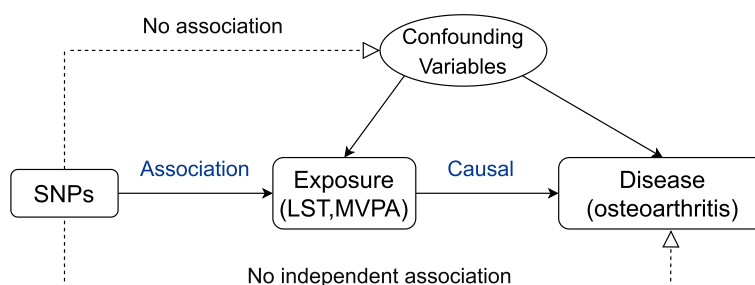 No association
Confounding
Variables
SNPs
Association
Exposure
(LST,MVPA)
Causal
Disease
(osteoarthritis)
No independent association